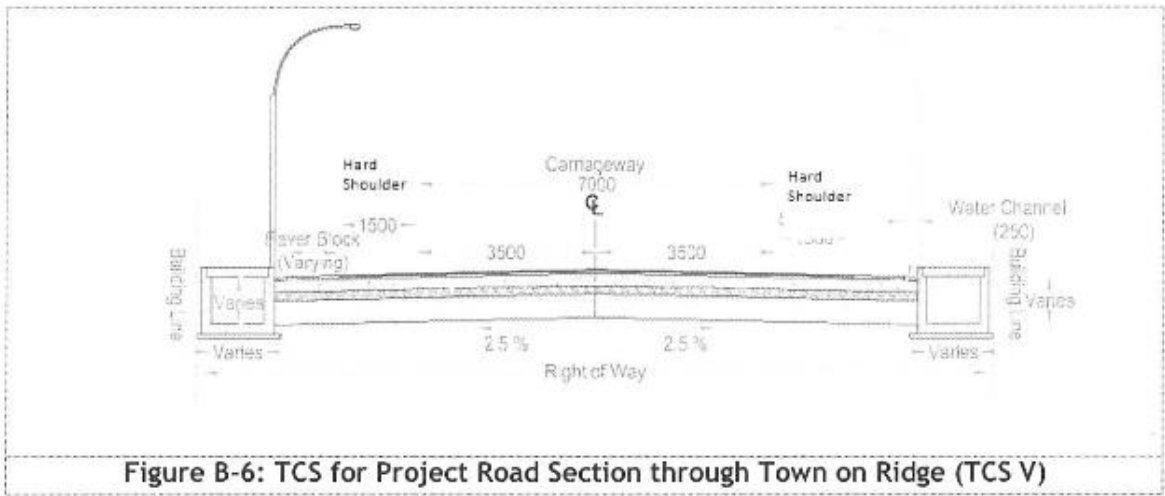 Hard
Shoulder
Carriageway
7000
℄
Hard
Shoulder
Water Channel
(250)
1500
Paver Block
(Varying)
3500
3500
Building Line
Varies
Varies
Building Line
Varies
2.5 %
2.5 %
Varies
Right of Way
Figure B-6: TCS for Project Road Section through Town on Ridge (TCS V)